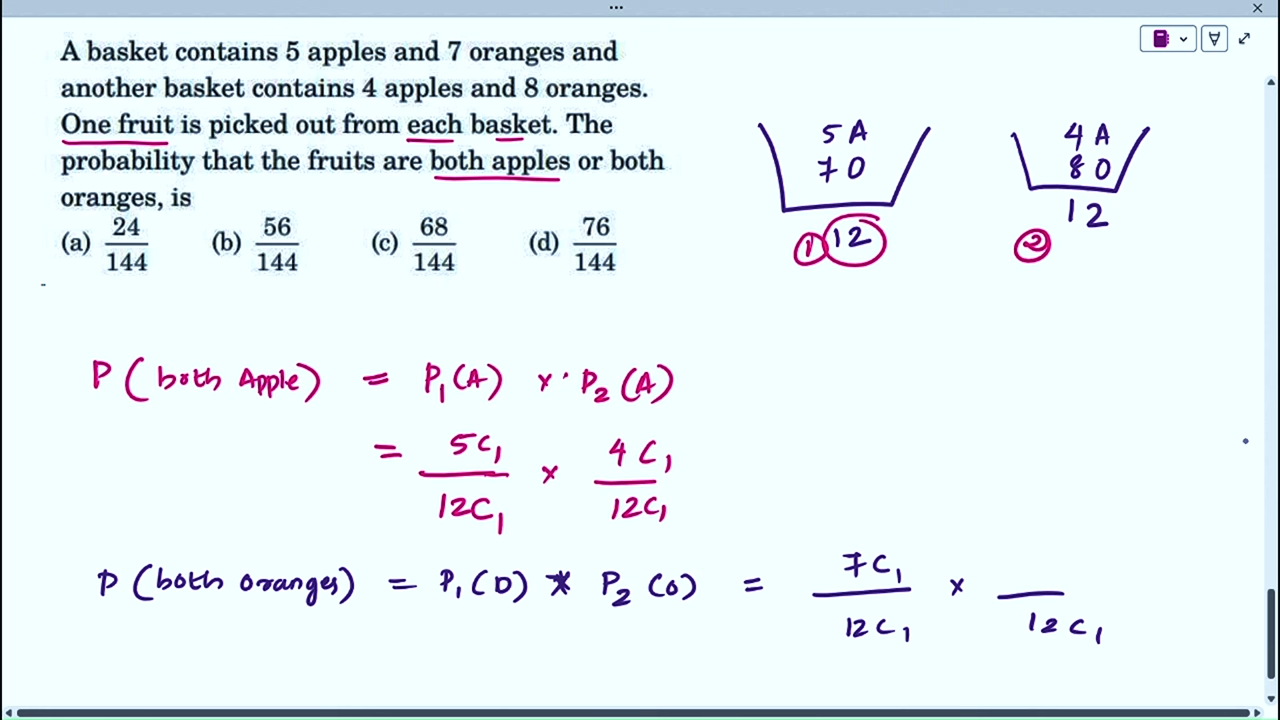 A basket contains 5 apples and 7 oranges and
another basket contains 4 apples and 8 oranges.
One fruit is picked out from each basket. The
probability that the fruits are both apples or both
oranges, is
(a) 24/144 (b) 56/144 (c) 68/144 (d) 76/144
5 A
7 O
① 12
4 A
8 O
12
②
P ( both Apple ) = P₁ (A) × · P₂ (A)
= 5C₁/12C₁ × 4C₁/12C₁
P (both oranges) = P₁ (O) * P₂ (O) = 7C₁/12C₁ × /12C₁